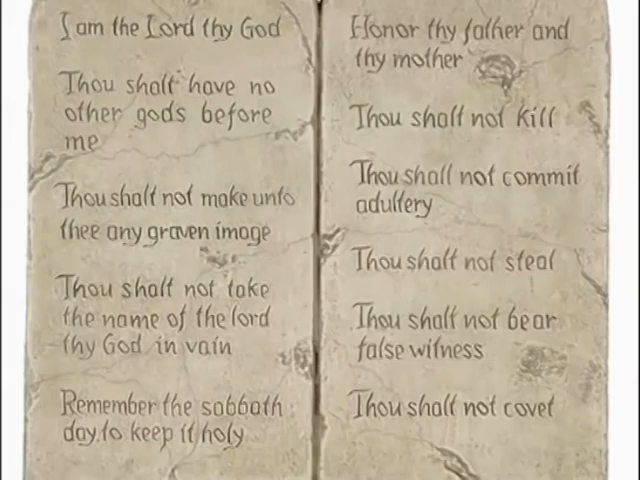 I am the Lord thy God
Thou shalt have no
other gods before
me
Thou shalt not make unto
thee any graven image
Thou shalt not take
the name of the lord
thy God in vain
Remember the sabbath
day.to keep it holy
Honor thy father and
thy mother
Thou shall not kill
Thou shall not commit
adultery
Thou shalt not steal
Thou shalt not bear
false witness
Thou shalt not covet